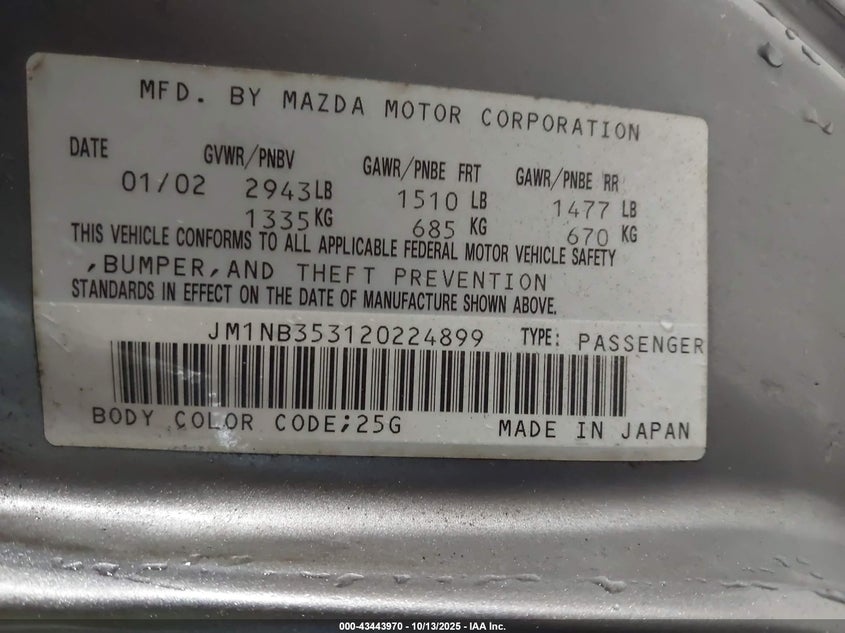 MFD. BY MAZDA MOTOR CORPORATION
DATE GVWR/PNBV GAWR/PNBE FRT GAWR/PNBE RR
01/02 2943LB 1510 LB 1477 LB
1335KG 685 KG 670 KG
THIS VEHICLE CONFORMS TO ALL APPLICABLE FEDERAL MOTOR VEHICLE SAFETY
,BUMPER,AND THEFT PREVENTION
STANDARDS IN EFFECT ON THE DATE OF MANUFACTURE SHOWN ABOVE.
JM1NB353120224899 TYPE: PASSENGER
BODY COLOR CODE;25G MADE IN JAPAN
000-43443970 - 10/13/2025 - IAA Inc.